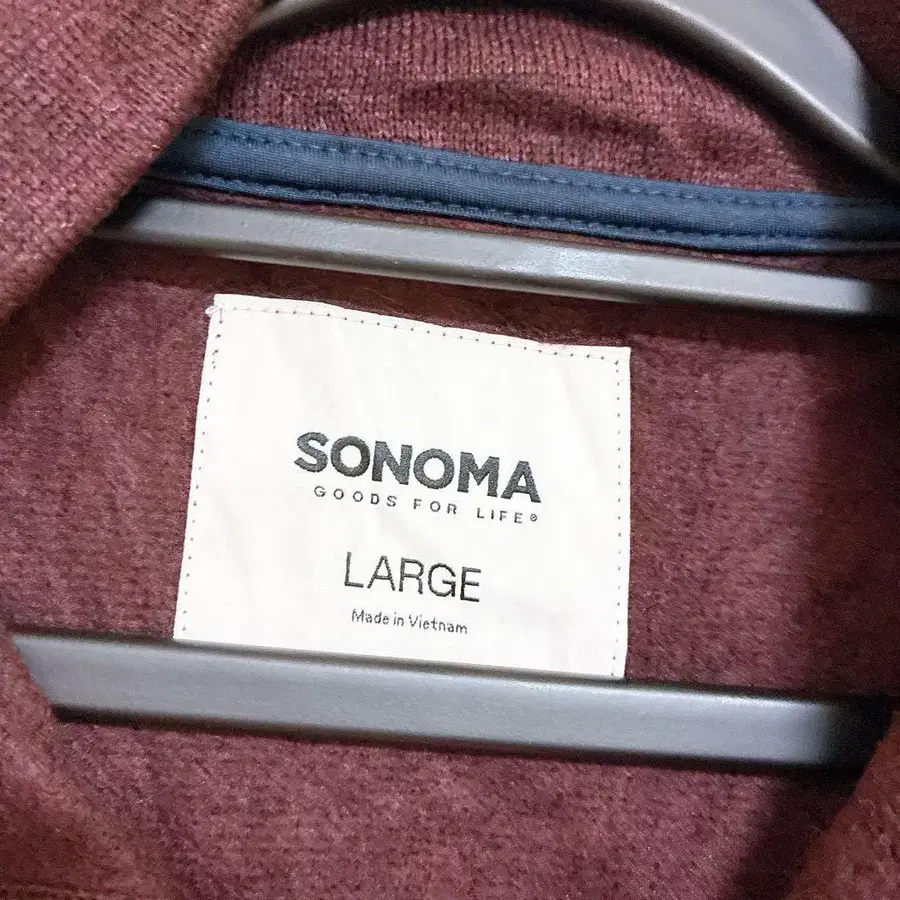 SONOMA
GOODS FOR LIFE®
LARGE
Made in Vietnam